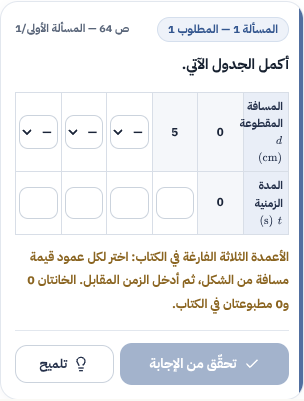 المسألة 1 — المطلوب 1
ص 64 — المسألة الأولى/1
أكمل الجدول الآتي.
المسافة المقطوعة d (cm) 0 5 – – –
المدة الزمنية t (s) 0
الأعمدة الثلاثة الفارغة في الكتاب: اختر لكل عمود قيمة
مسافة من الشكل، ثم أدخل الزمن المقابل. الخانتان 0
و0 مطبوعتان في الكتاب.
تحقّق من الإجابة
تلميح